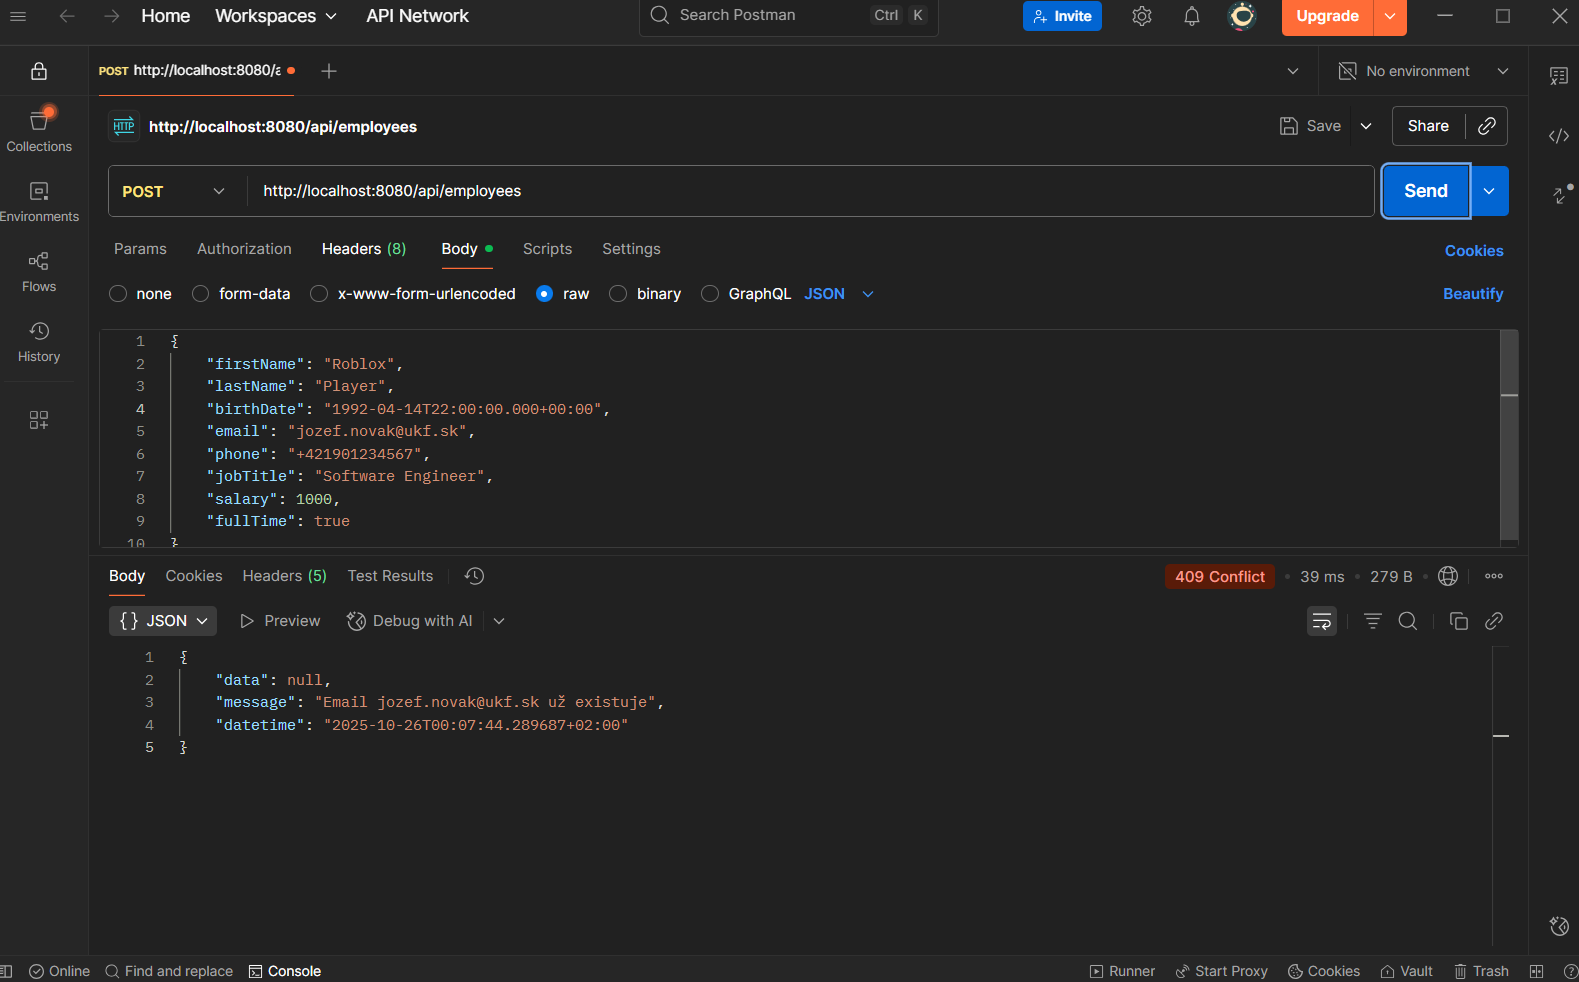 Home Workspaces API Network Search Postman Ctrl K Invite Upgrade
POST http://localhost:8080/a No environment
HTTP http://localhost:8080/api/employees Save Share
POST http://localhost:8080/api/employees Send
Params Authorization Headers (8) Body Scripts Settings Cookies
none form-data x-www-form-urlencoded raw binary GraphQL JSON Beautify
Collections
Environments
Flows
History
1 {
2 "firstName": "Roblox",
3 "lastName": "Player",
4 "birthDate": "1992-04-14T22:00:00.000+00:00",
5 "email": "jozef.novak@ukf.sk",
6 "phone": "+421901234567",
7 "jobTitle": "Software Engineer",
8 "salary": 1000,
9 "fullTime": true
10 }
Body Cookies Headers (5) Test Results 409 Conflict 39 ms 279 B
{} JSON Preview Debug with AI
1 {
2 "data": null,
3 "message": "Email jozef.novak@ukf.sk už existuje",
4 "datetime": "2025-10-26T00:07:44.289687+02:00"
5 }
Online Find and replace Console Runner Start Proxy Cookies Vault Trash